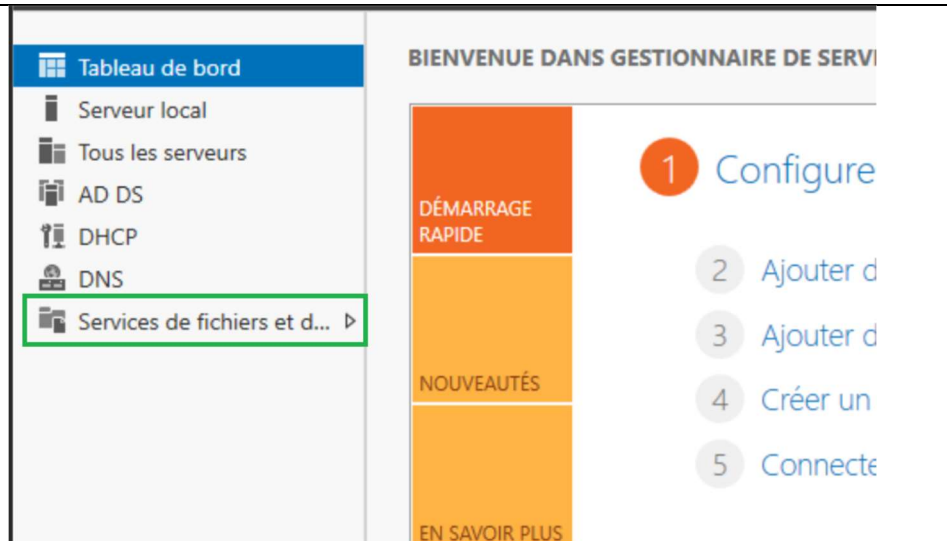 Tableau de bord
Serveur local
Tous les serveurs
AD DS
DHCP
DNS
Services de fichiers et d...
BIENVENUE DANS GESTIONNAIRE DE SERV
DÉMARRAGE
RAPIDE
NOUVEAUTÉS
EN SAVOIR PLUS
1 Configure
2 Ajouter d
3 Ajouter d
4 Créer un
5 Connecte